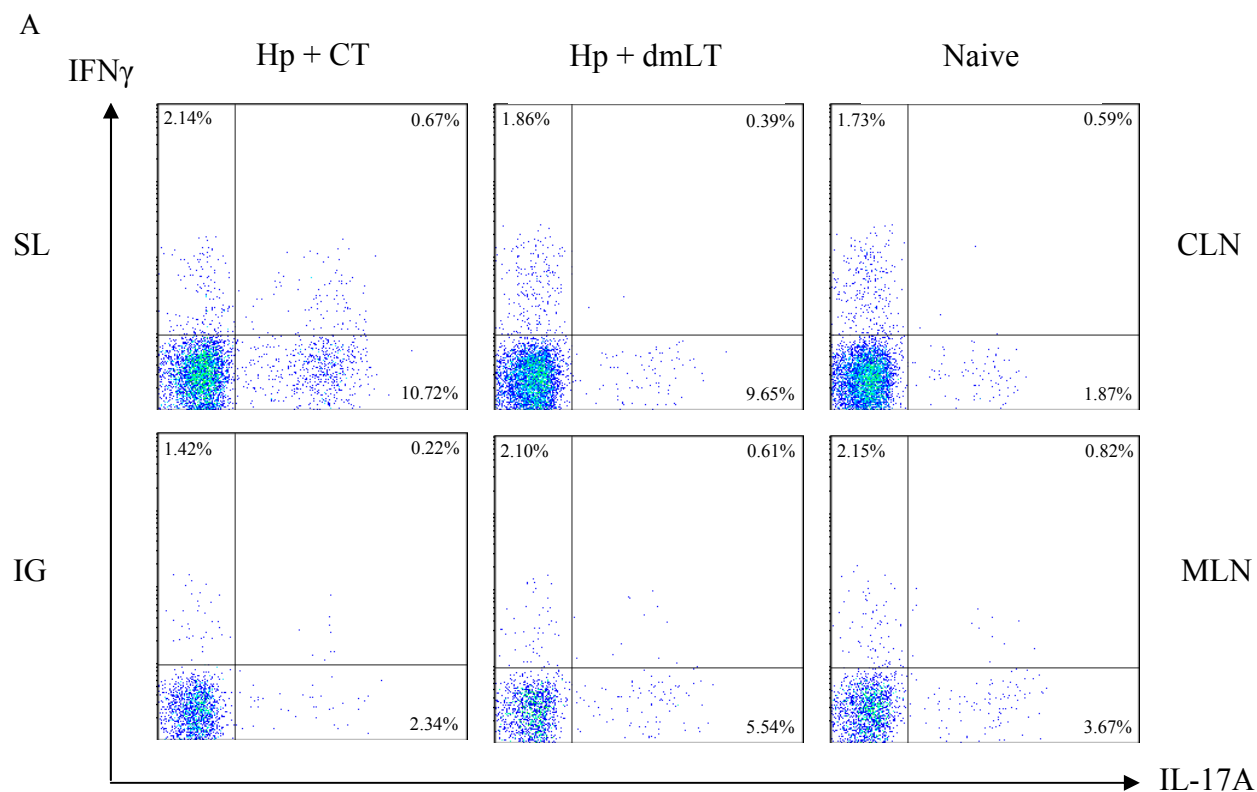 A
IFNγ
Hp + CT
Hp + dmLT
Naive
2.14% 0.67%
1.86% 0.39%
1.73% 0.59%
SL
CLN
10.72%
9.65%
1.87%
1.42% 0.22%
2.10% 0.61%
2.15% 0.82%
IG
MLN
2.34%
5.54%
3.67%
IL-17A